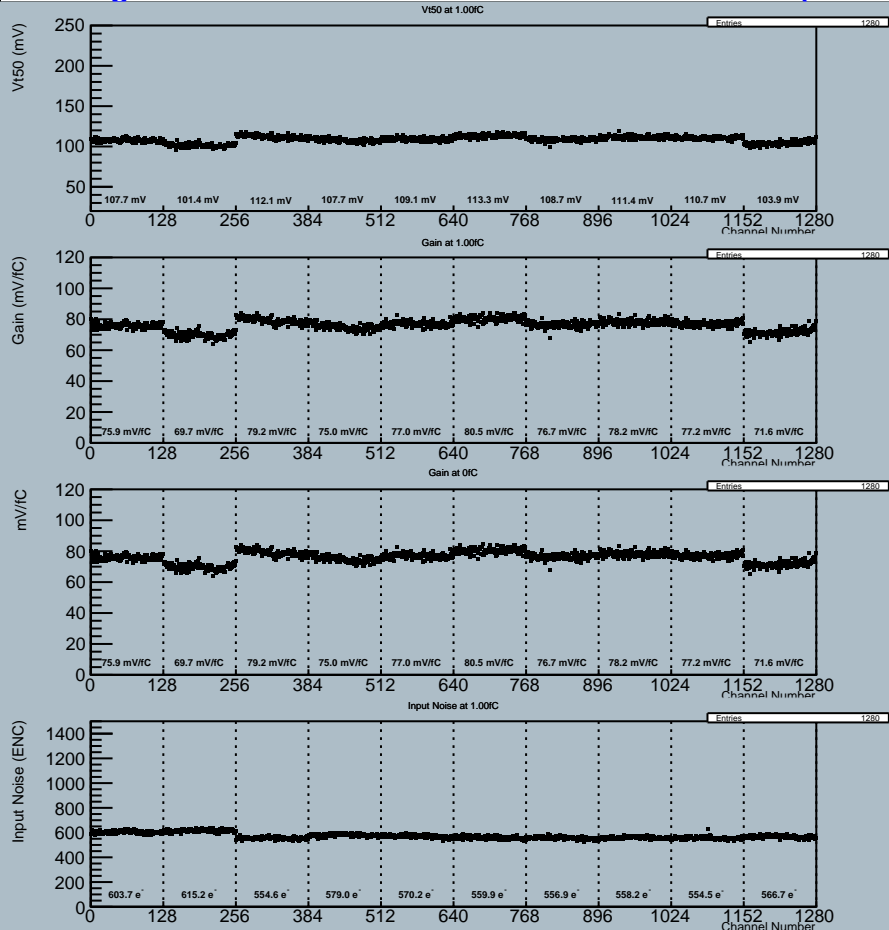 Vt50 at 1.00fC
Entries 1280
Vt50 (mV)
250
200
150
100
50
107.7 mV 101.4 mV 112.1 mV 107.7 mV 109.1 mV 113.3 mV 108.7 mV 111.4 mV 110.7 mV 103.9 mV
0 128 256 384 512 640 768 896 1024 1152 1280
Channel Number
Gain at 1.00fC
Entries 1280
Gain (mV/fC)
120
100
80
60
40
20
0
75.9 mV/fC 69.7 mV/fC 79.2 mV/fC 75.0 mV/fC 77.0 mV/fC 80.5 mV/fC 76.7 mV/fC 78.2 mV/fC 77.2 mV/fC 71.6 mV/fC
0 128 256 384 512 640 768 896 1024 1152 1280
Channel Number
Gain at 0fC
Entries 1280
mV/fC
120
100
80
60
40
20
0
75.9 mV/fC 69.7 mV/fC 79.2 mV/fC 75.0 mV/fC 77.0 mV/fC 80.5 mV/fC 76.7 mV/fC 78.2 mV/fC 77.2 mV/fC 71.6 mV/fC
0 128 256 384 512 640 768 896 1024 1152 1280
Channel Number
Input Noise at 1.00fC
Entries 1280
Input Noise (ENC)
1400
1200
1000
800
600
400
200
0
603.7 e⁻ 615.2 e⁻ 554.6 e⁻ 579.0 e⁻ 570.2 e⁻ 559.9 e⁻ 556.9 e⁻ 558.2 e⁻ 554.5 e⁻ 566.7 e⁻
0 128 256 384 512 640 768 896 1024 1152 1280
Channel Number